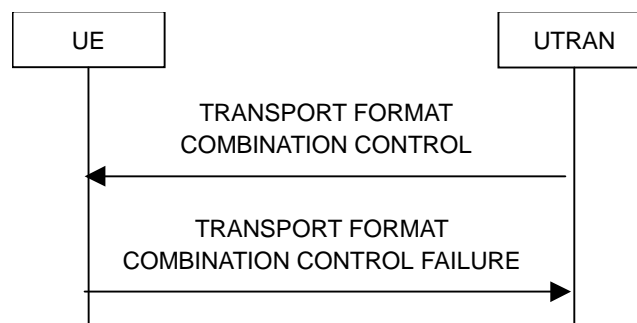 UE
UTRAN
TRANSPORT FORMAT
COMBINATION CONTROL
TRANSPORT FORMAT
COMBINATION CONTROL FAILURE